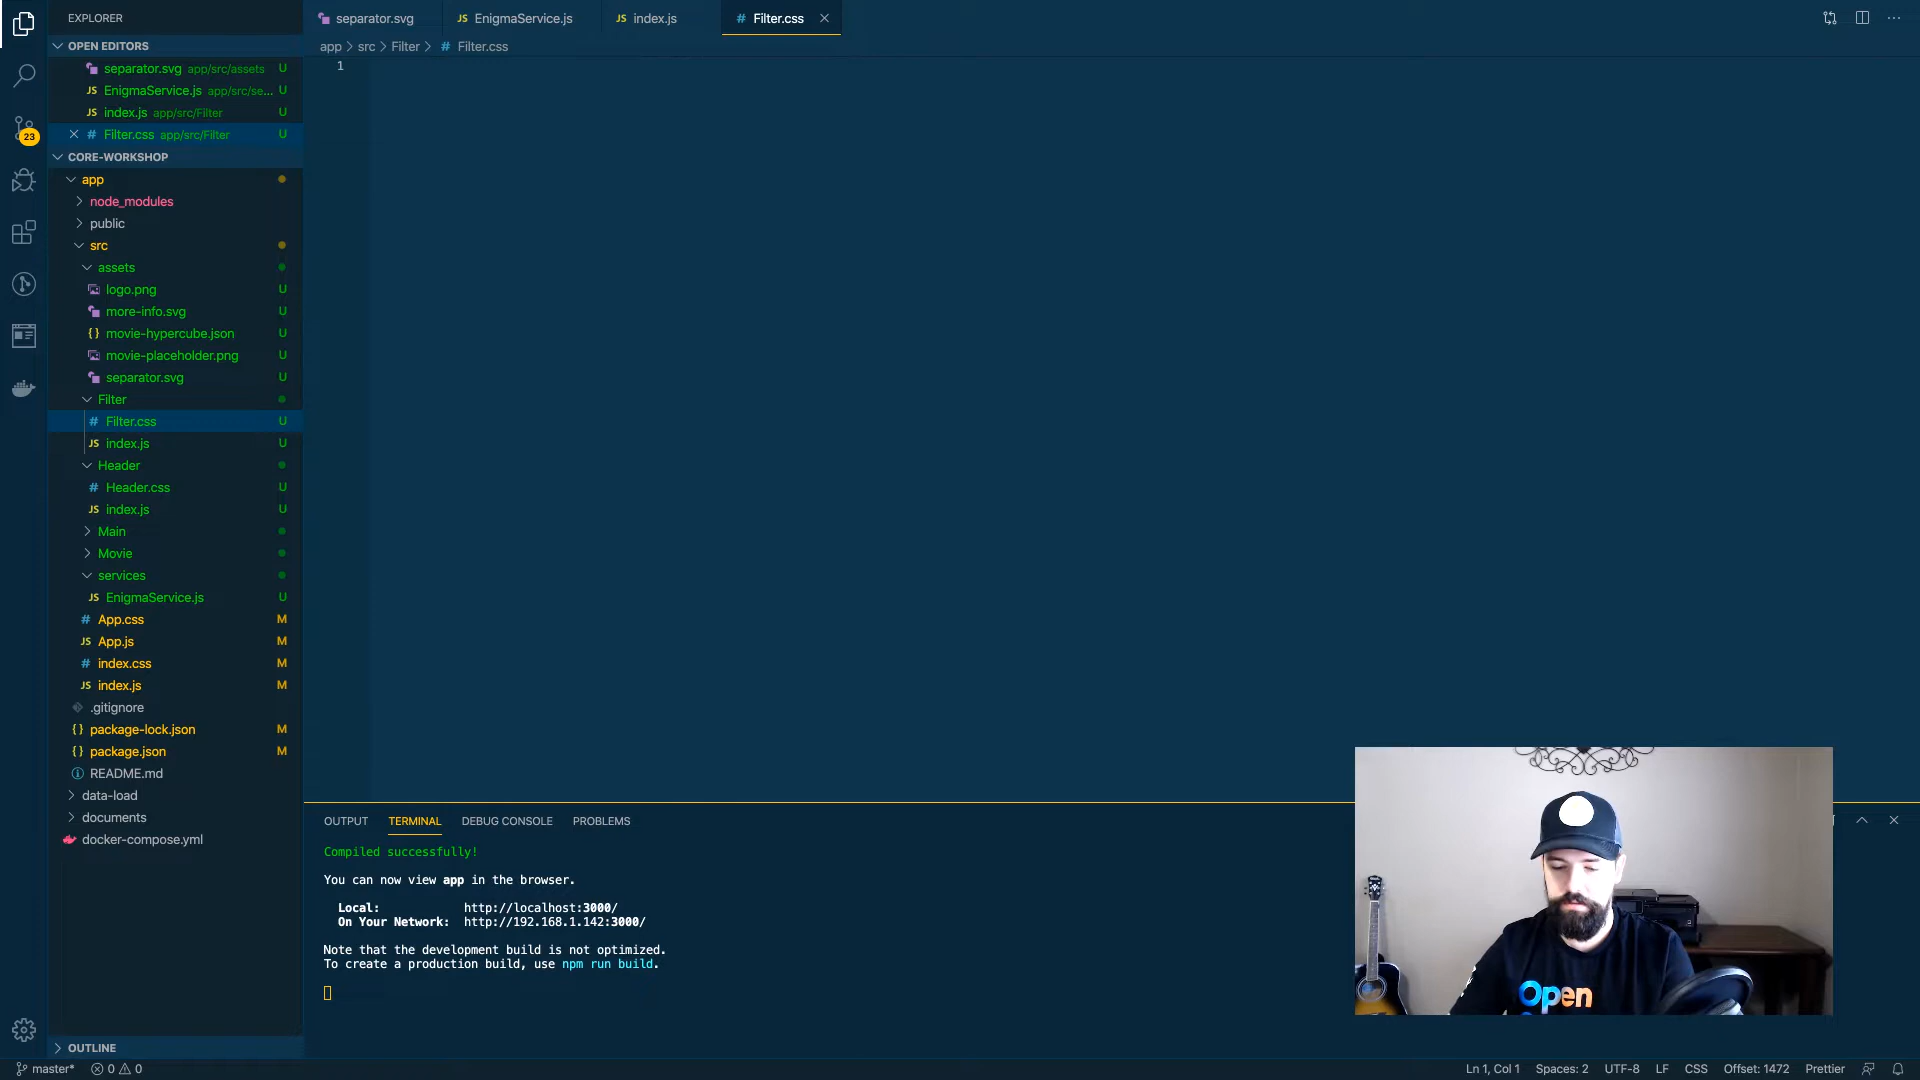 EXPLORER
OPEN EDITORS
separator.svg app/src/assets U
EnigmaService.js app/src/se... U
index.js app/src/Filter U
Filter.css app/src/Filter U
CORE-WORKSHOP
app
node_modules
public
src
assets
logo.png U
more-info.svg U
movie-hypercube.json U
movie-placeholder.png U
separator.svg U
Filter
Filter.css U
index.js U
Header
Header.css U
index.js U
Main
Movie
services
EnigmaService.js U
App.css M
App.js M
index.css M
index.js M
.gitignore
package-lock.json M
package.json M
README.md
data-load
documents
docker-compose.yml
OUTLINE
23
separator.svg JS EnigmaService.js JS index.js # Filter.css
app > src > Filter > # Filter.css
1
OUTPUT TERMINAL DEBUG CONSOLE PROBLEMS
Compiled successfully!
You can now view app in the browser.
Local: http://localhost:3000/
On Your Network: http://192.168.1.142:3000/
Note that the development build is not optimized.
To create a production build, use npm run build.
Open
master* 0 0 Ln 1, Col 1 Spaces: 2 UTF-8 LF CSS Offset: 1472 Prettier